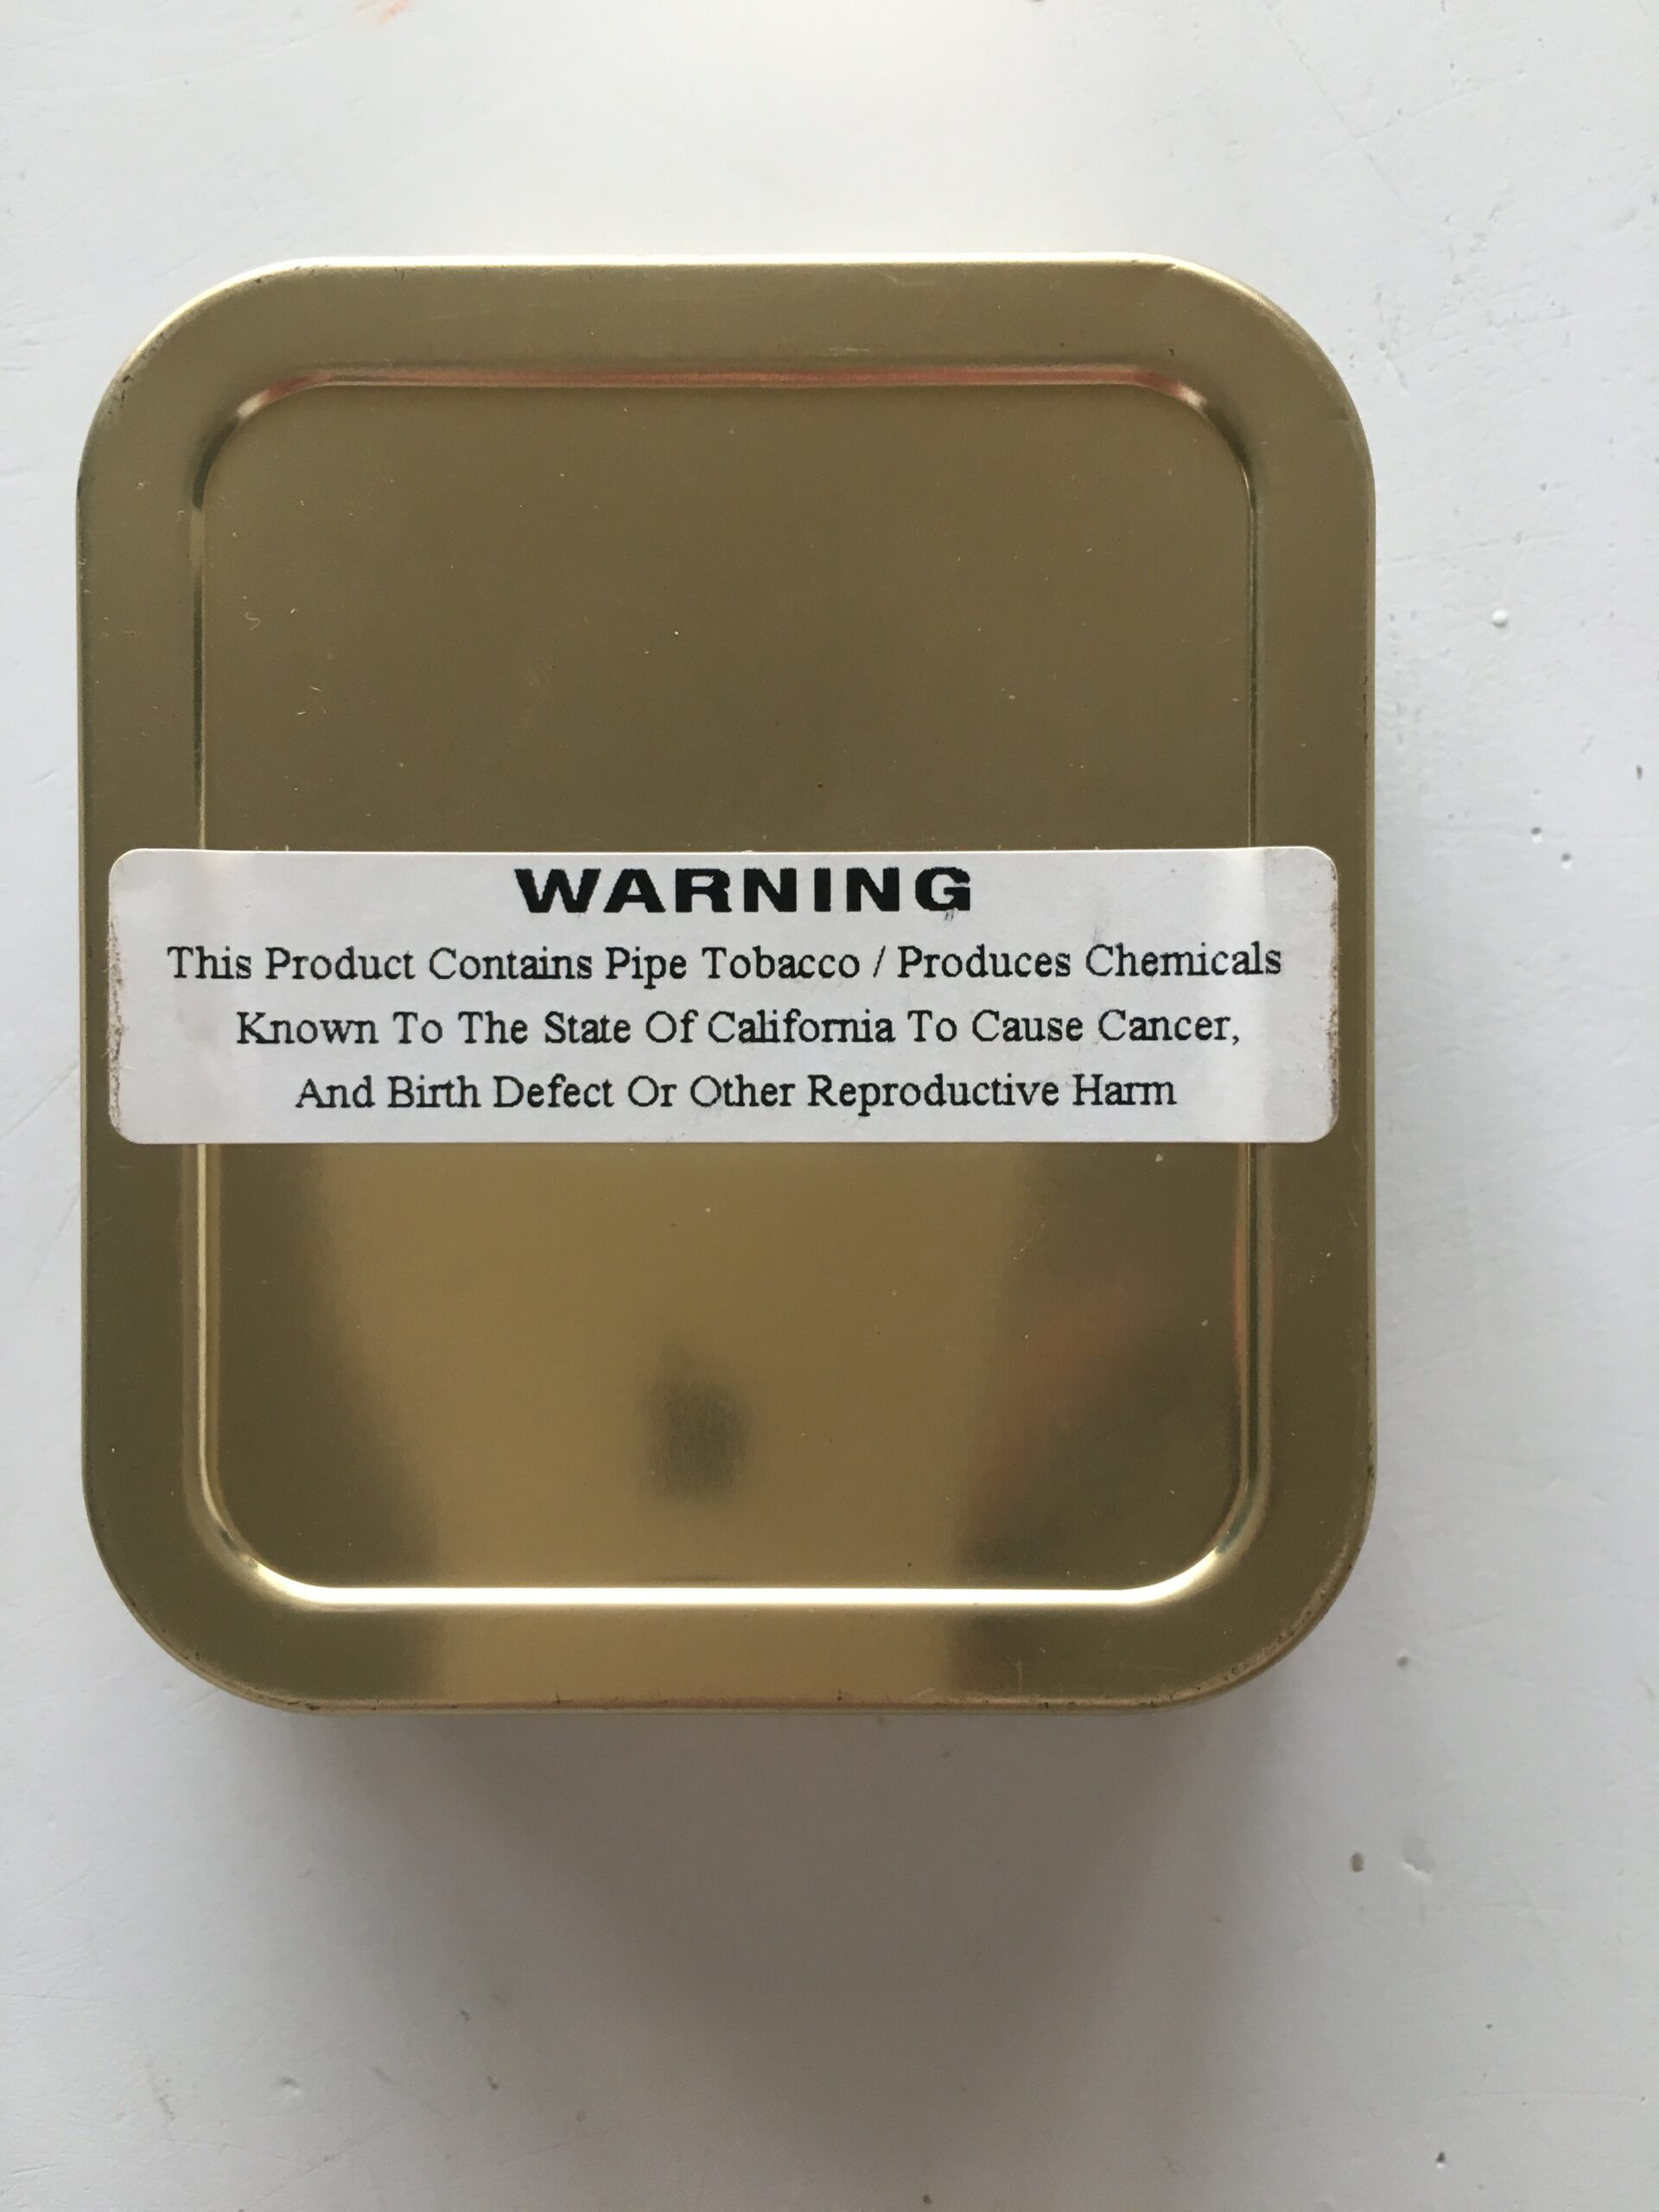 WARNING
This Product Contains Pipe Tobacco / Produces Chemicals
Known To The State Of California To Cause Cancer,
And Birth Defect Or Other Reproductive Harm